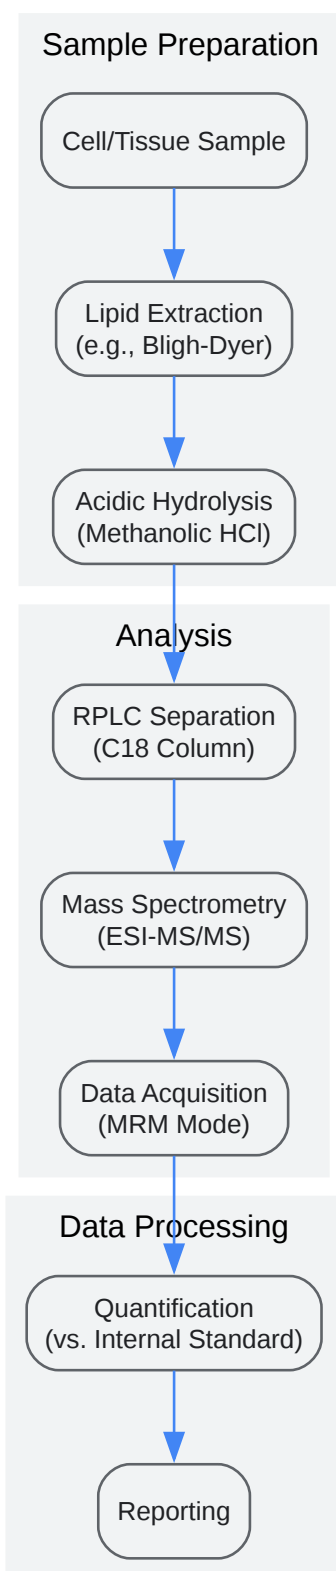 Sample Preparation
Cell/Tissue Sample
Lipid Extraction
(e.g., Bligh-Dyer)
Acidic Hydrolysis
(Methanolic HCl)
Analysis
RPLC Separation
(C18 Column)
Mass Spectrometry
(ESI-MS/MS)
Data Acquisition
(MRM Mode)
Data Processing
Quantification
(vs. Internal Standard)
Reporting